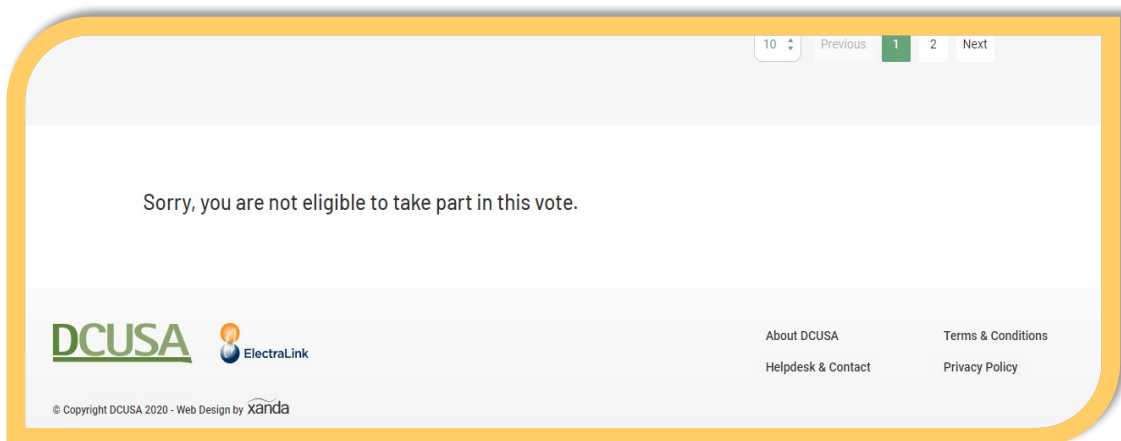 10 Previous 1 2 Next
Sorry, you are not eligible to take part in this vote.
DCUSA ElectraLink
About DCUSA Terms & Conditions
Helpdesk & Contact Privacy Policy
© Copyright DCUSA 2020 - Web Design by xanda